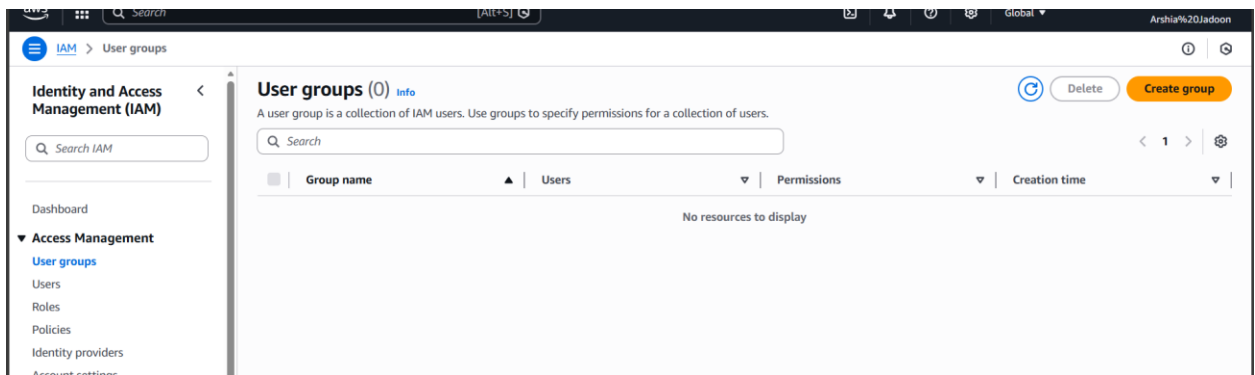 aws
Search
[Alt+S]
Global
Arshia%20Jadoon
IAM > User groups
Identity and Access
Management (IAM)
Search IAM
Dashboard
Access Management
User groups
Users
Roles
Policies
Identity providers
Account settings
User groups (0) Info
Delete
Create group
A user group is a collection of IAM users. Use groups to specify permissions for a collection of users.
Search
1
Group name Users Permissions Creation time
No resources to display